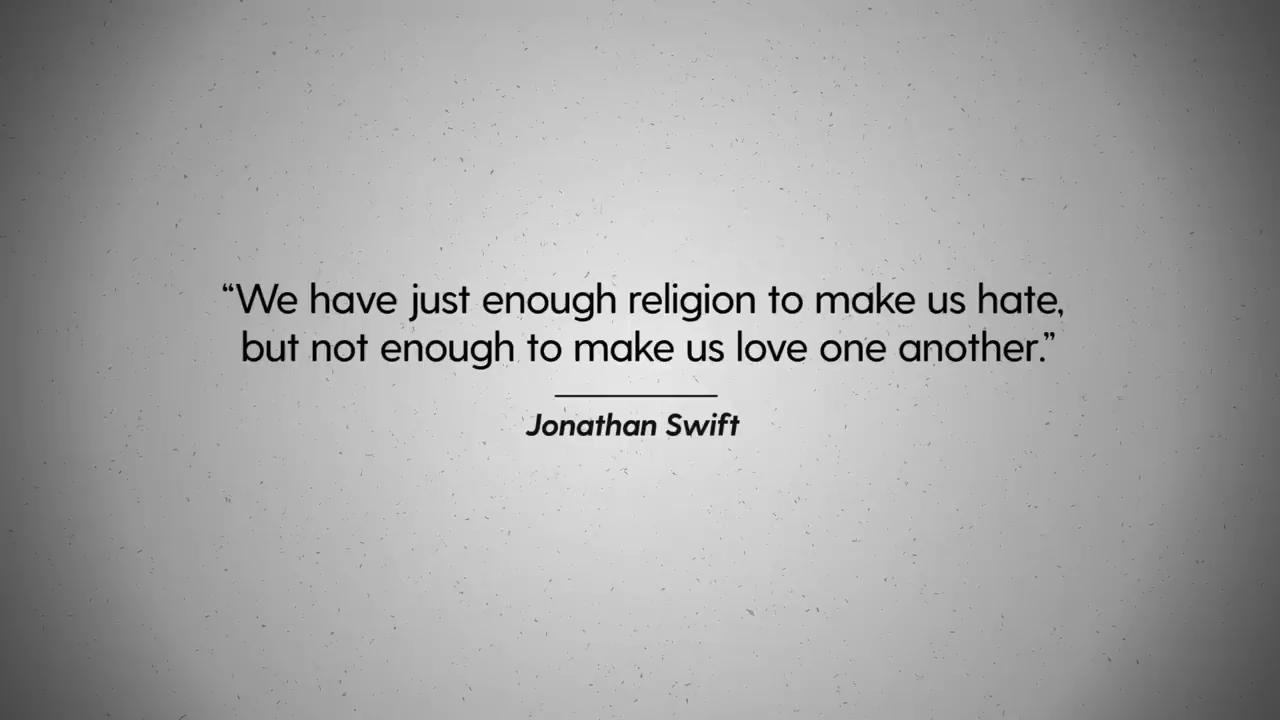 “We have just enough religion to make us hate,
but not enough to make us love one another.”
Jonathan Swift